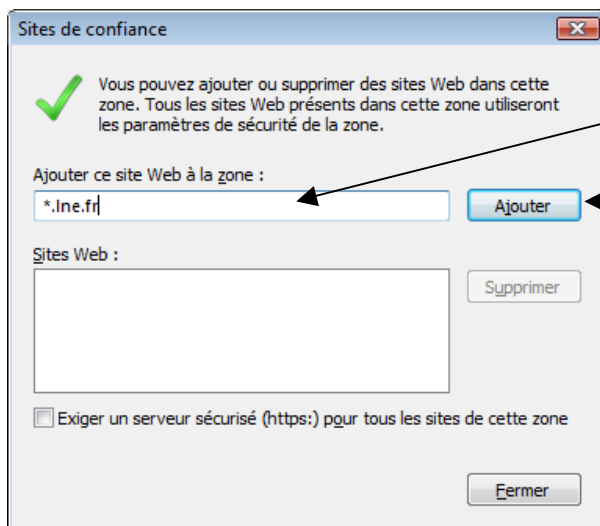 Sites de confiance
Vous pouvez ajouter ou supprimer des sites Web dans cette
zone. Tous les sites Web présents dans cette zone utiliseront
les paramètres de sécurité de la zone.
Ajouter ce site Web à la zone :
*.lne.fr
Ajouter
Sites Web :
Supprimer
Exiger un serveur sécurisé (https:) pour tous les sites de cette zone
Fermer